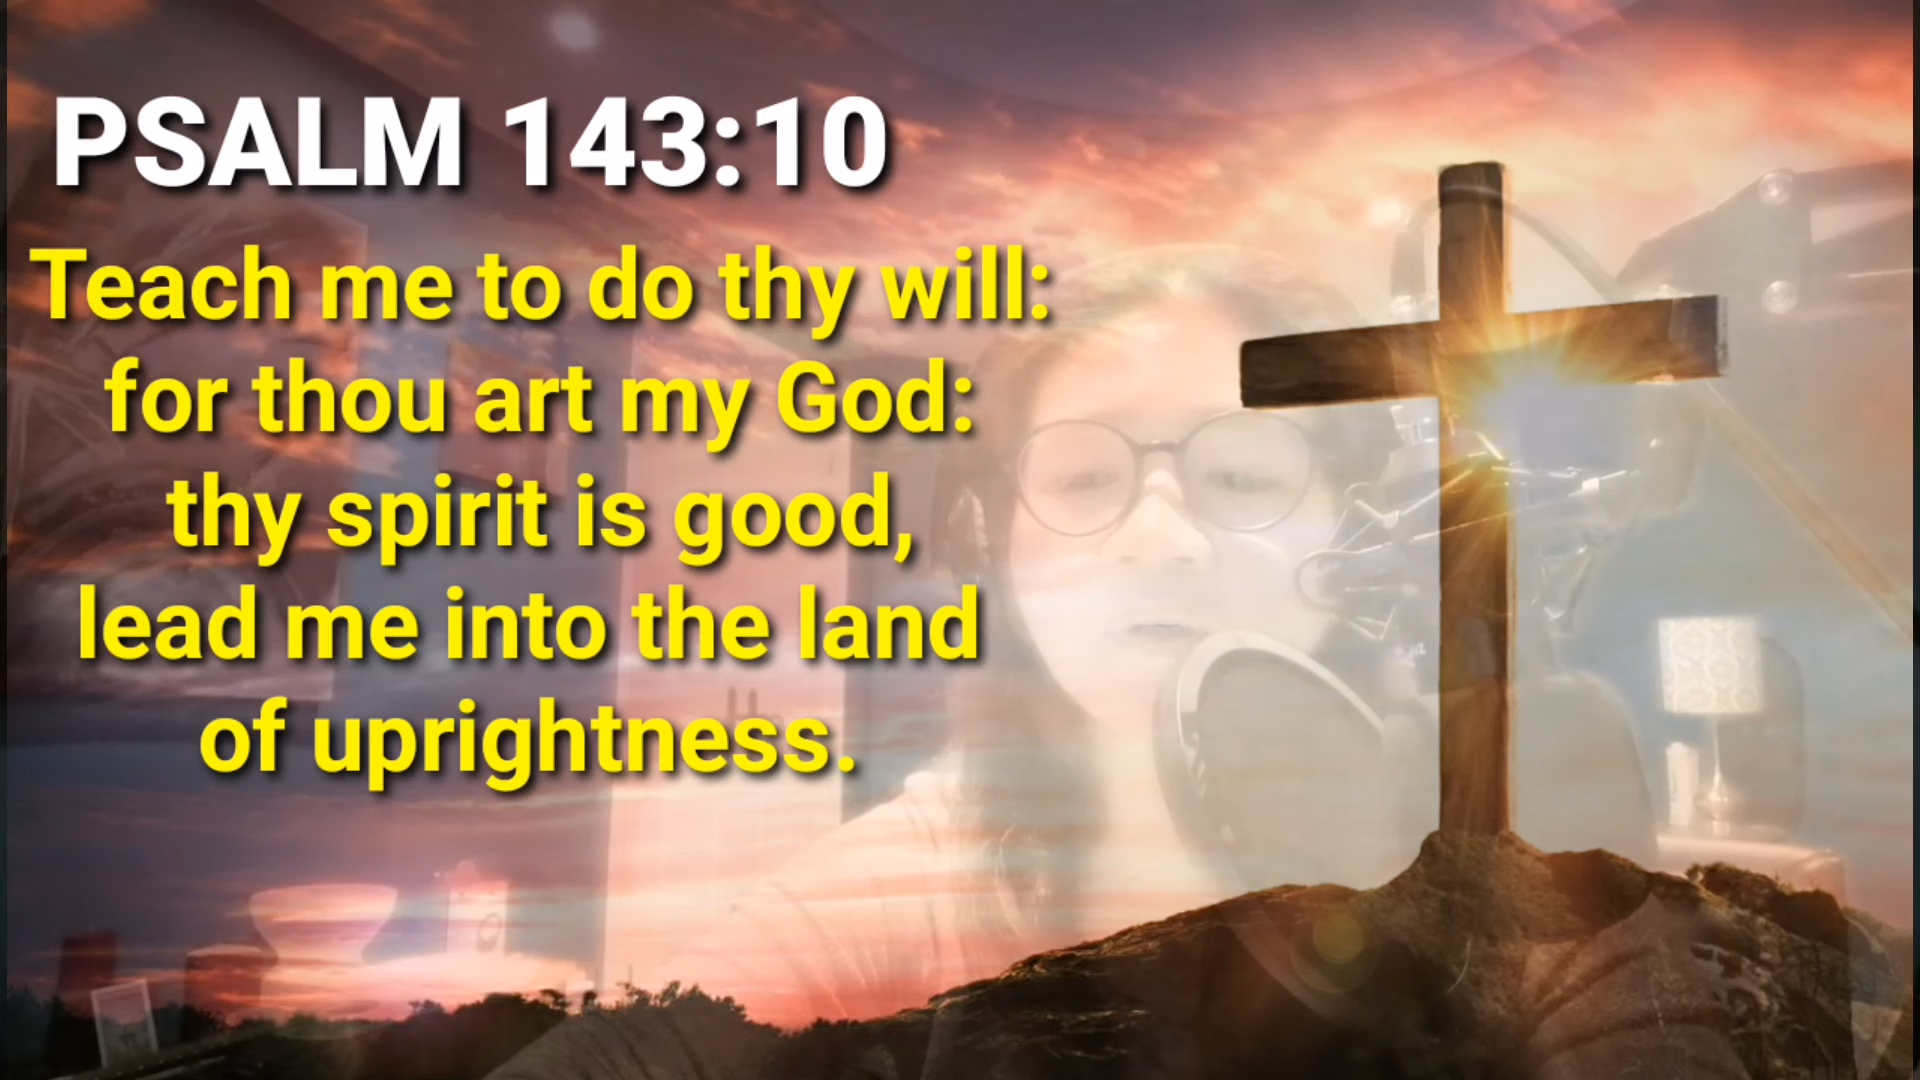 PSALM 143:10
Teach me to do thy will:
for thou art my God:
thy spirit is good,
lead me into the land
of uprightness.